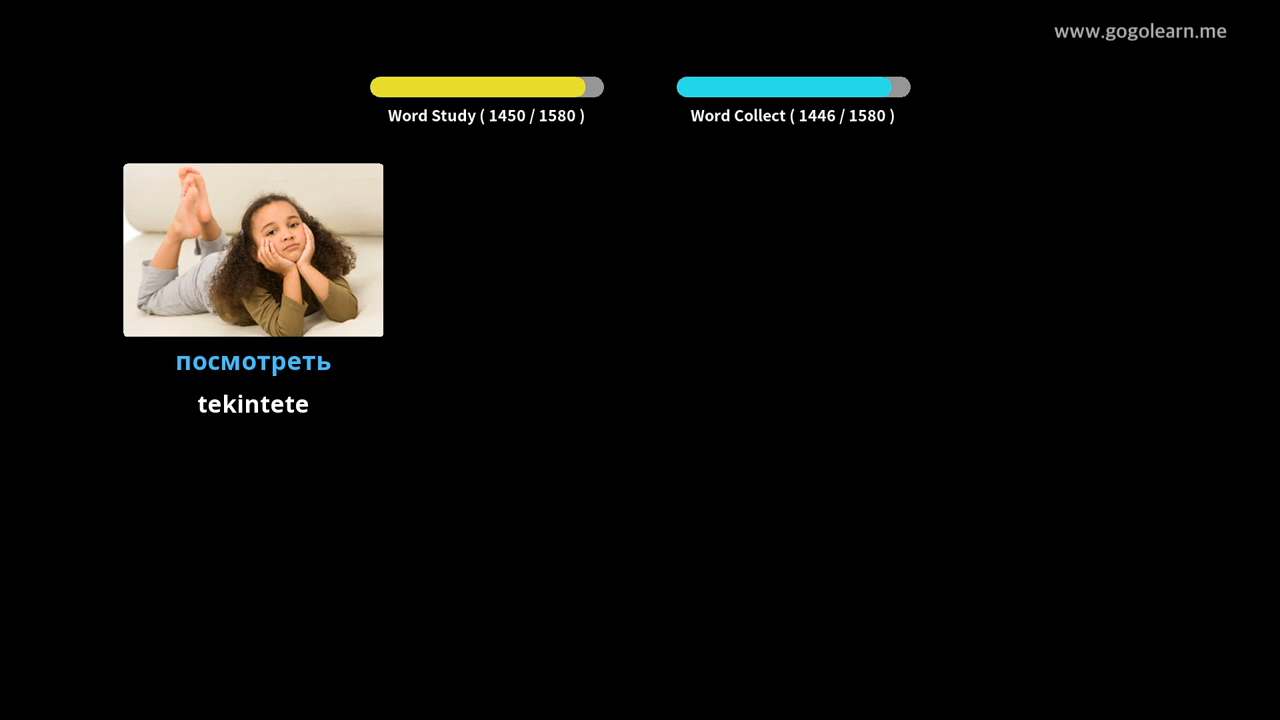 www.gogolearn.me
Word Study ( 1450 / 1580 )
Word Collect ( 1446 / 1580 )
посмотреть
tekintete